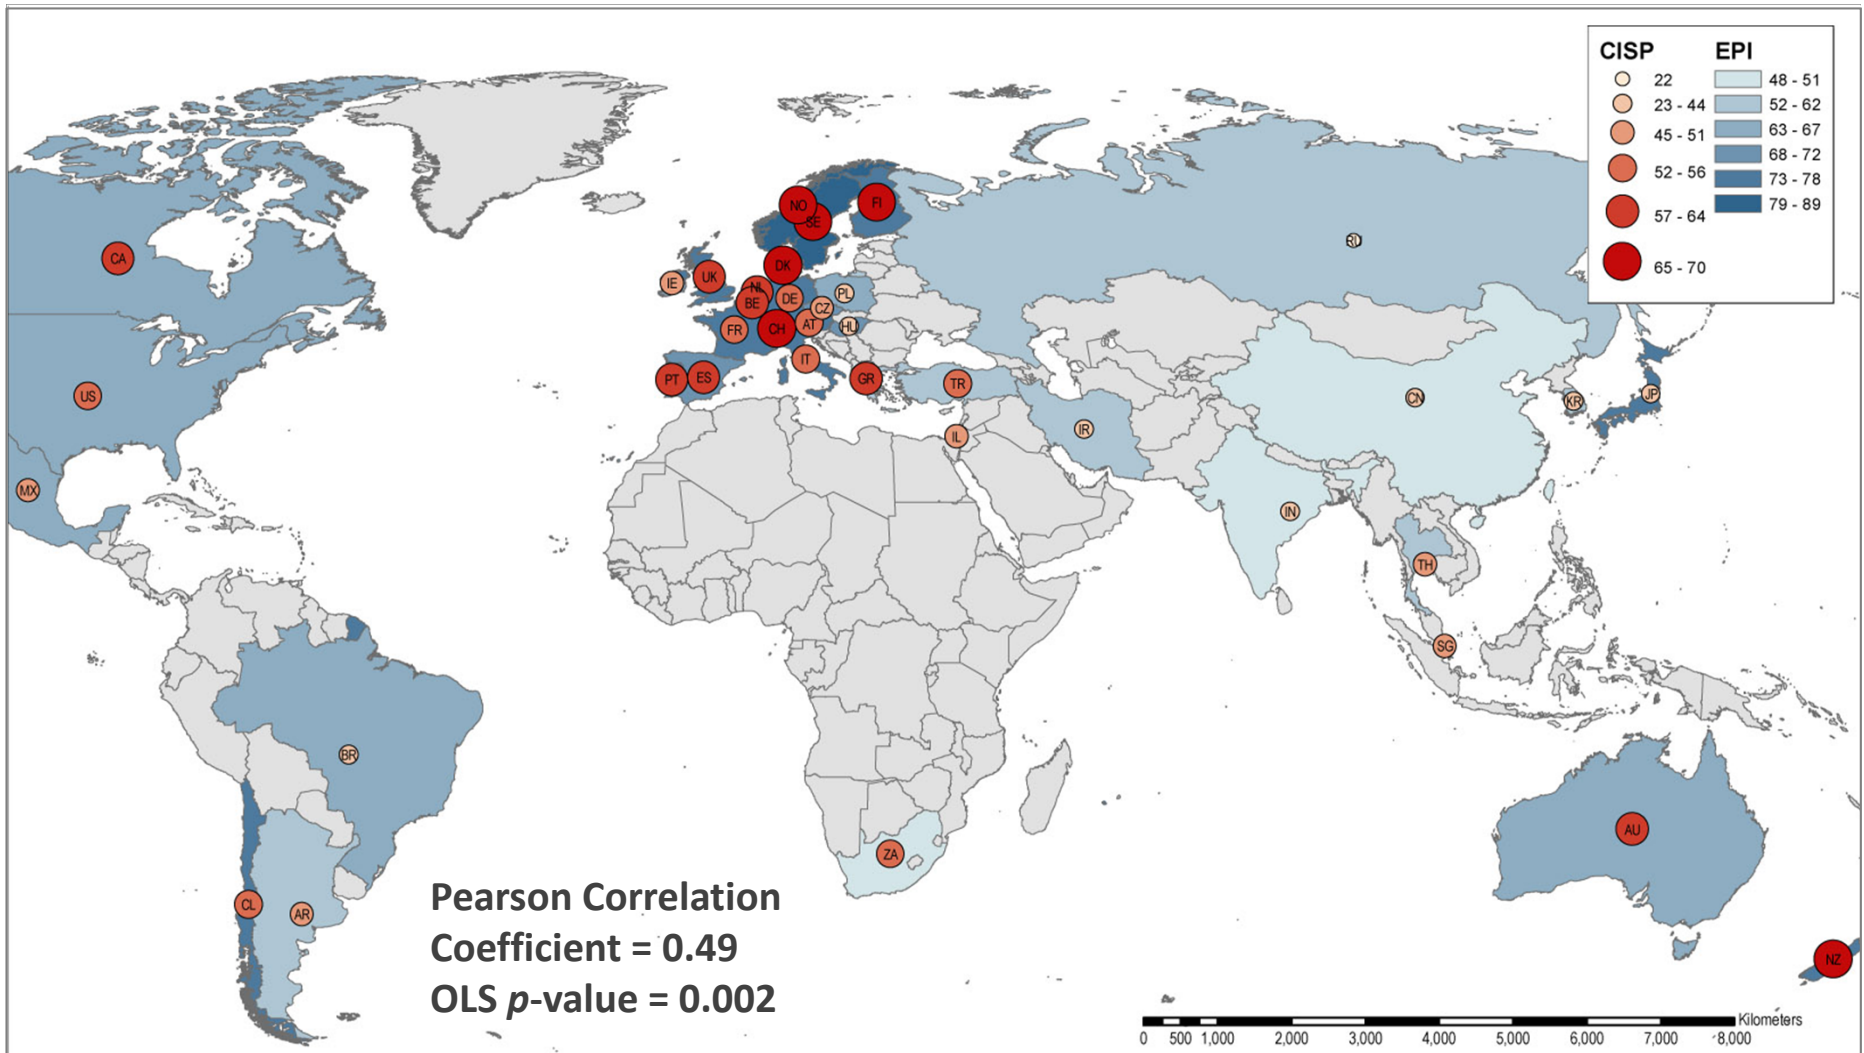 CISP EPI
22 48 - 51
23 - 44 52 - 62
45 - 51 63 - 67
52 - 56 68 - 72
57 - 64 73 - 78
65 - 70 79 - 89
NO
SE
FI
CA
RU
DK
UK
IE
NL
BE
DE
PL
CZ
FR
CH
AT
HU
IT
PT
ES
GR
TR
US
CN
KR
JP
IR
IL
MX
IN
TH
SG
BR
AU
ZA
CL
AR
NZ
Pearson Correlation
Coefficient = 0.49
OLS p-value = 0.002
Kilometers
0 500 1,000 2,000 3,000 4,000 5,000 6,000 7,000 8,000